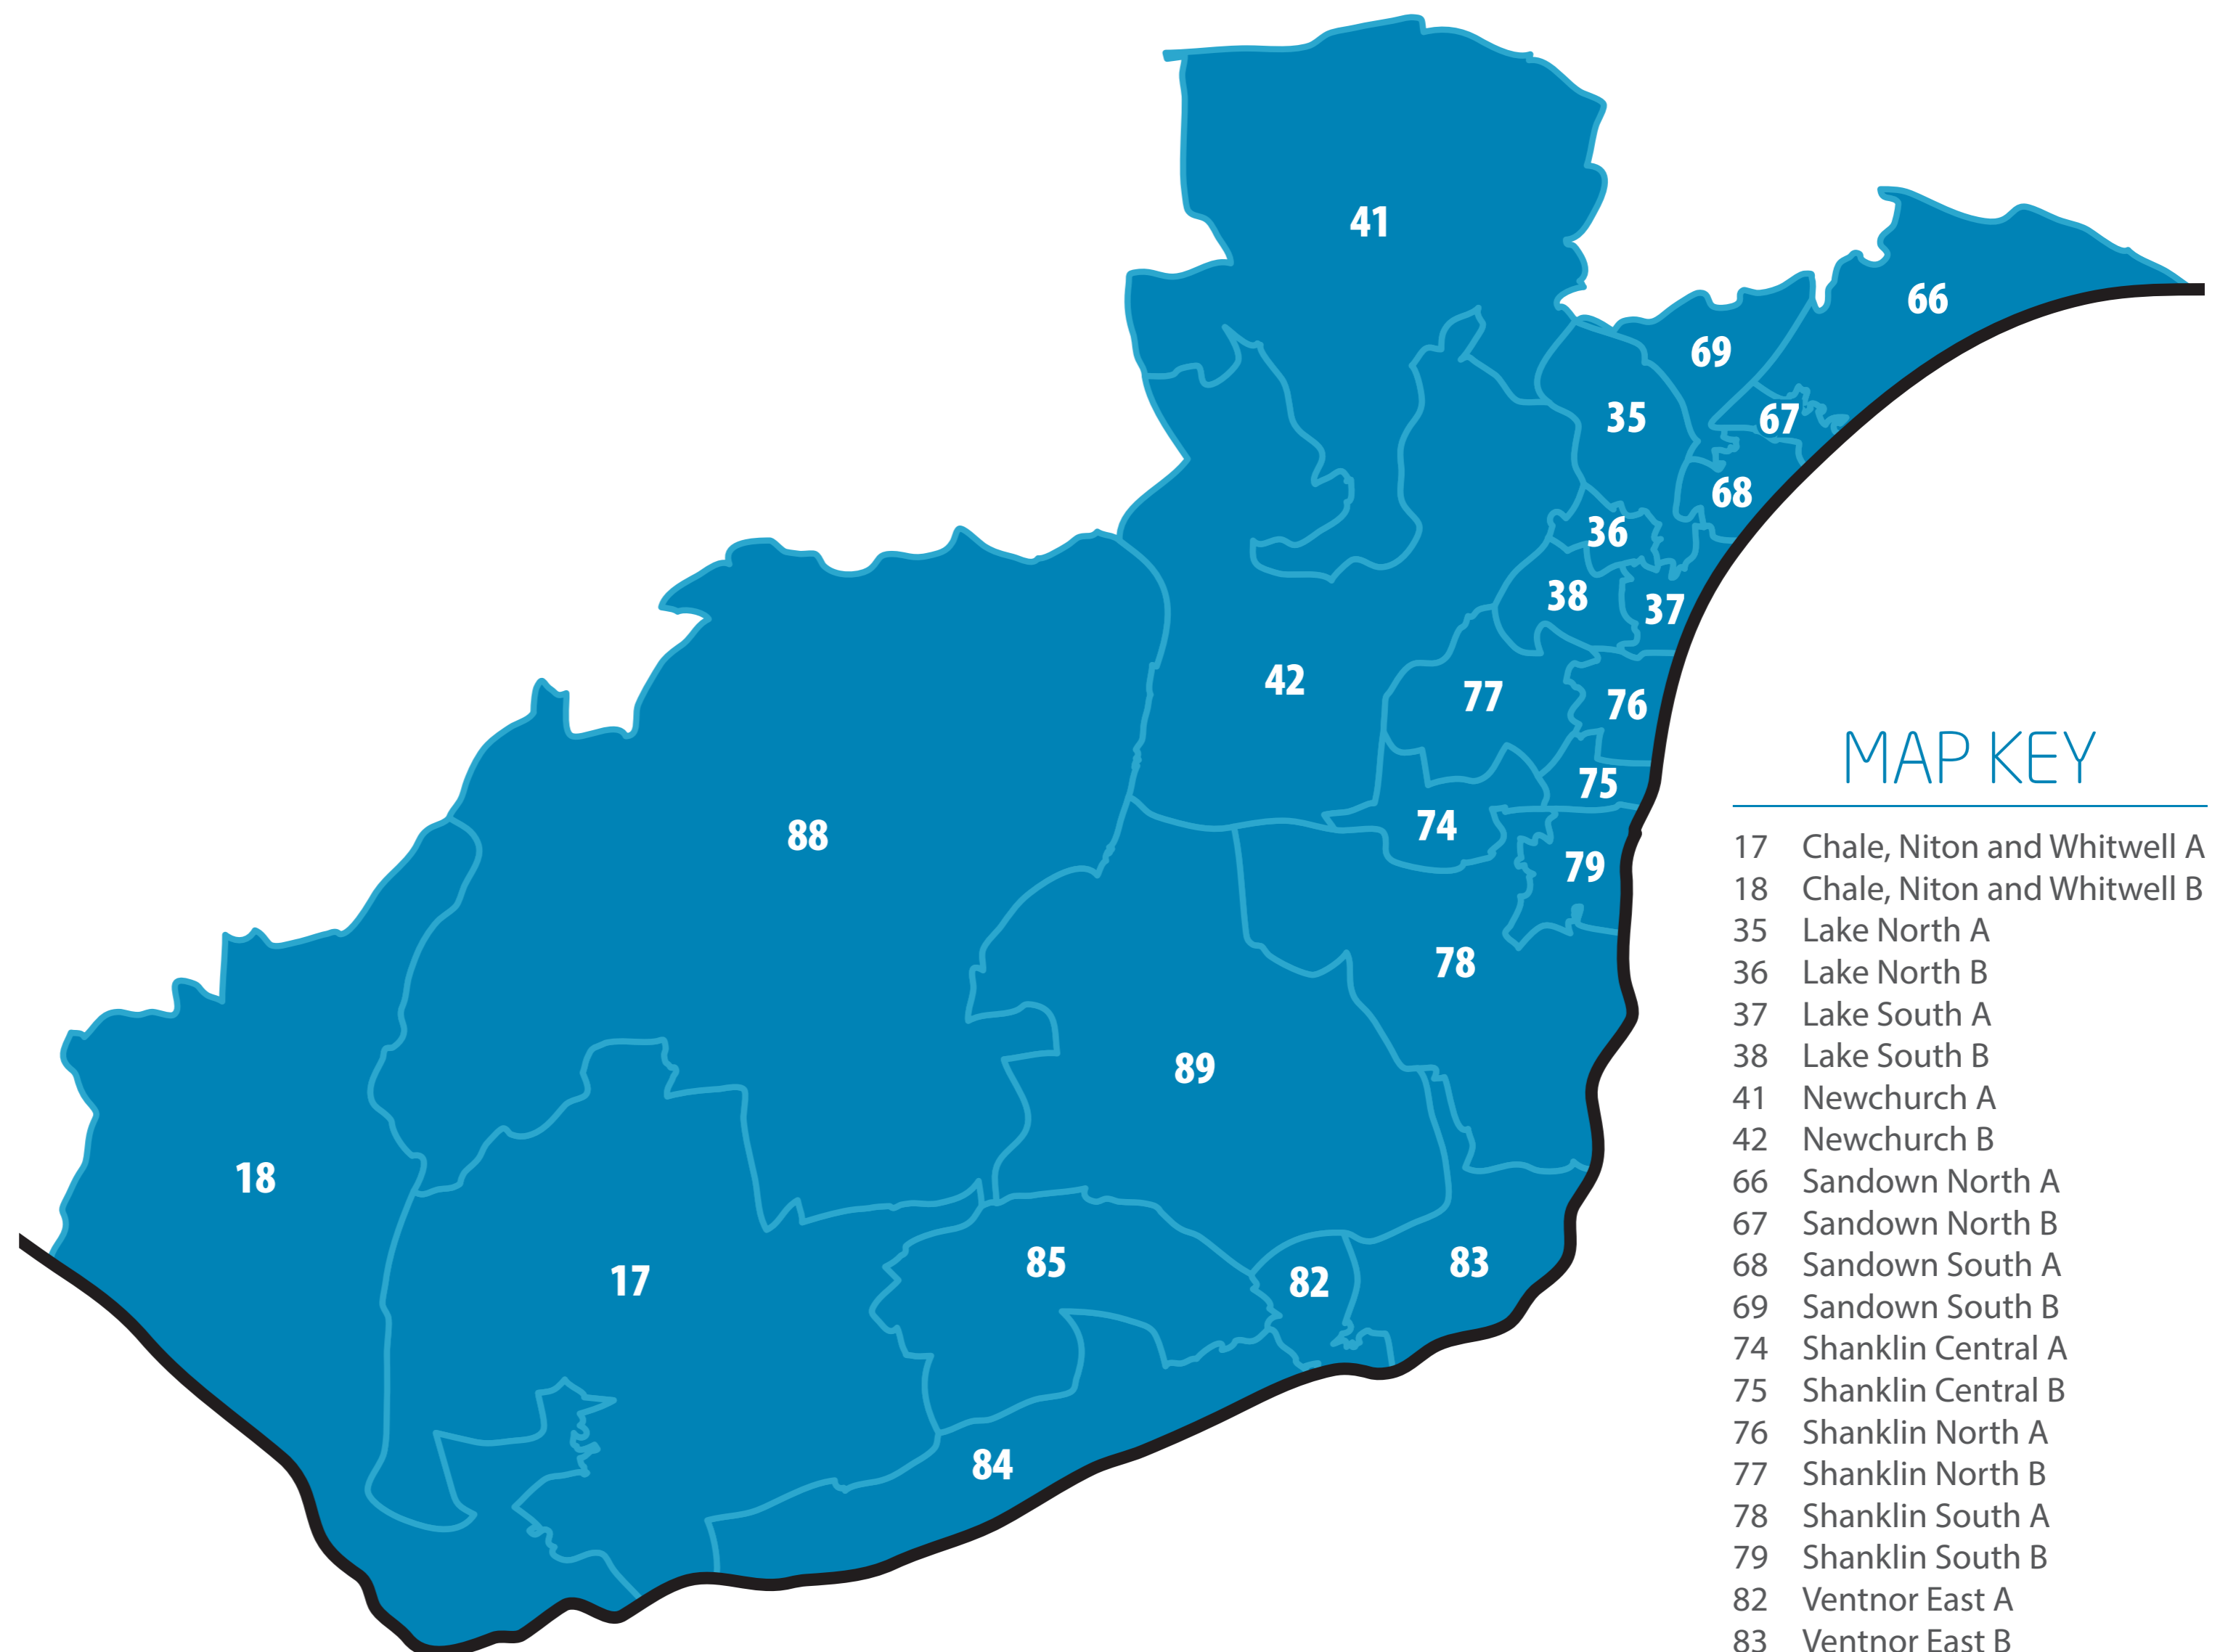 41
66
69
35
67
68
36
38
37
42
77
76
75
88
74
79
78
89
18
85
17
82
83
84
MAP KEY
17 Chale, Niton and Whitwell A
18 Chale, Niton and Whitwell B
35 Lake North A
36 Lake North B
37 Lake South A
38 Lake South B
41 Newchurch A
42 Newchurch B
66 Sandown North A
67 Sandown North B
68 Sandown South A
69 Sandown South B
74 Shanklin Central A
75 Shanklin Central B
76 Shanklin North A
77 Shanklin North B
78 Shanklin South A
79 Shanklin South B
82 Ventnor East A
83 Ventnor East B